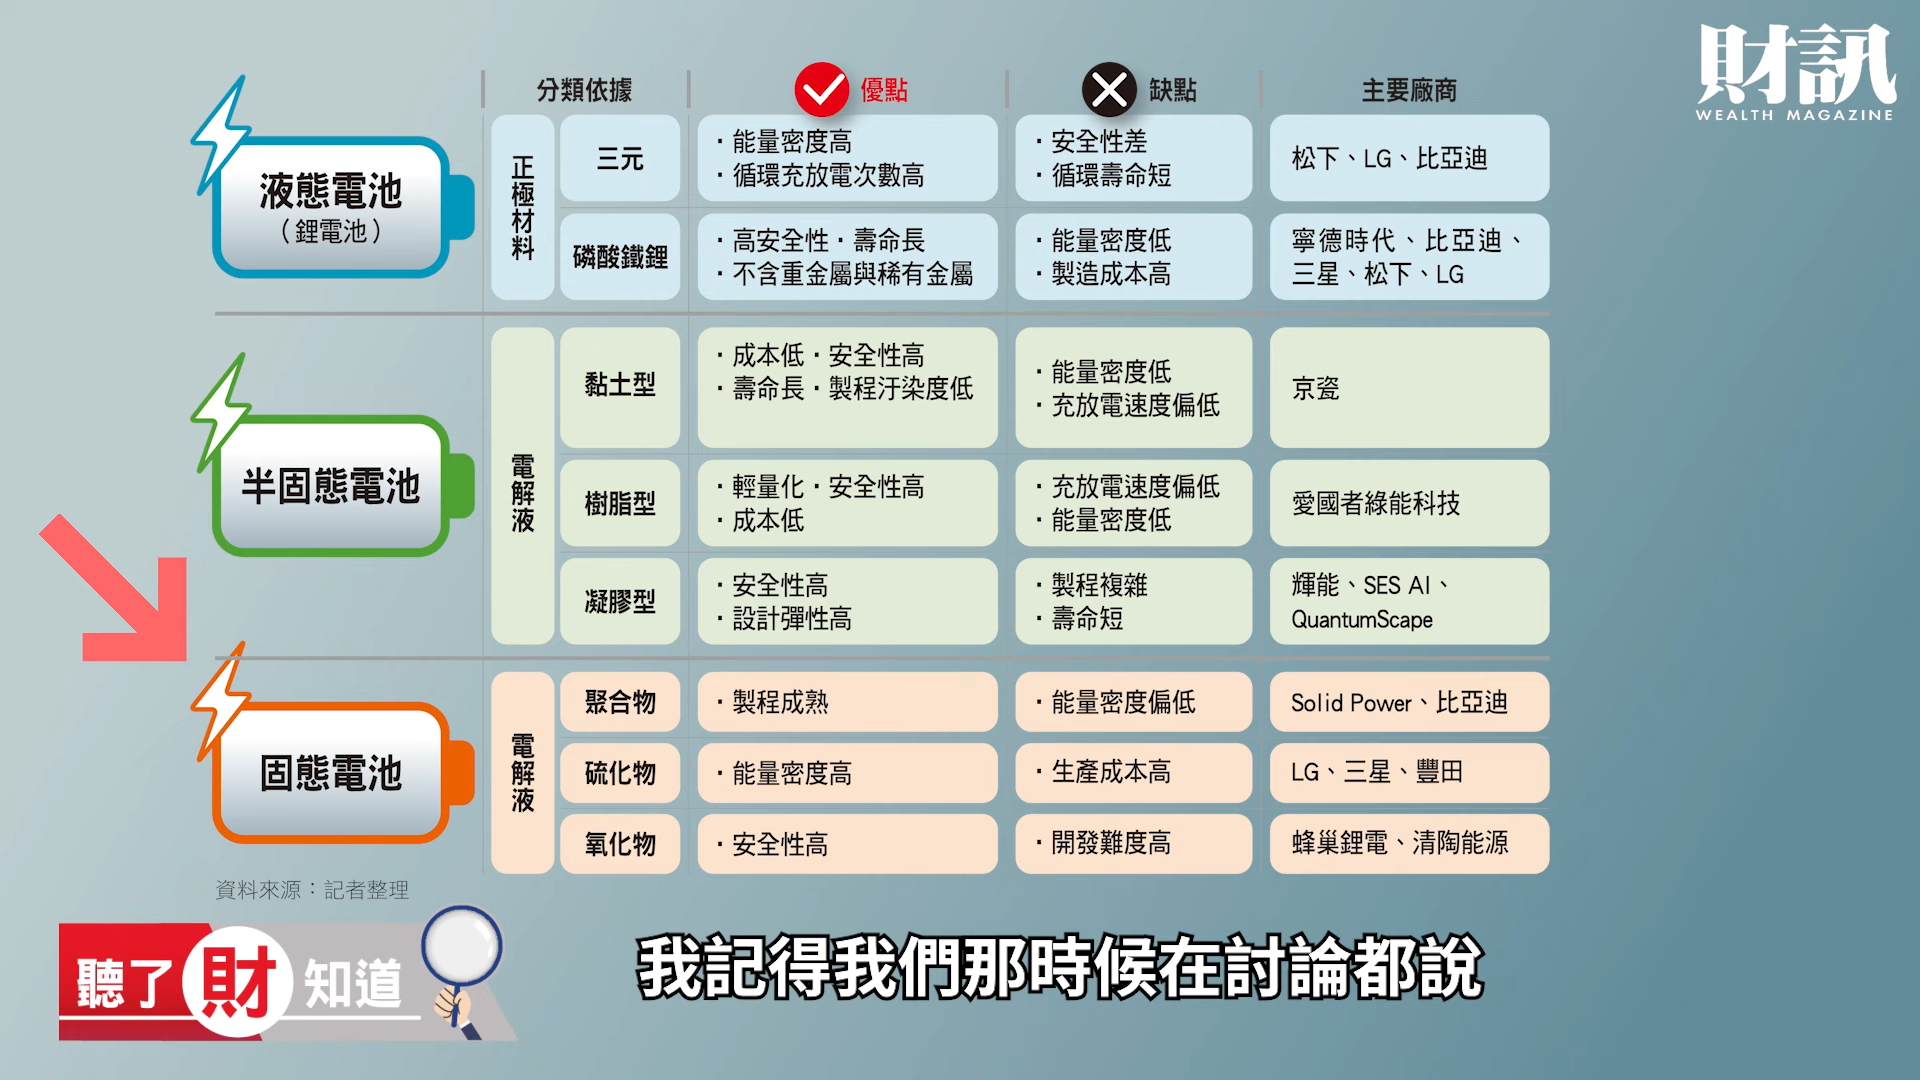 財訊
WEALTH MAGAZINE
分類依據
優點
缺點
主要廠商
液態電池
（鋰電池）
正極材料
三元
・能量密度高
・循環充放電次數高
・安全性差
・循環壽命短
松下、LG、比亞迪
磷酸鐵鋰
・高安全性・壽命長
・不含重金屬與稀有金屬
・能量密度低
・製造成本高
寧德時代、比亞迪、
三星、松下、LG
半固態電池
電解液
黏土型
・成本低・安全性高
・壽命長・製程汙染度低
・能量密度低
・充放電速度偏低
京瓷
樹脂型
・輕量化・安全性高
・成本低
・充放電速度偏低
・能量密度低
愛國者綠能科技
凝膠型
・安全性高
・設計彈性高
・製程複雜
・壽命短
輝能、SES AI、
QuantumScape
固態電池
電解液
聚合物
・製程成熟
・能量密度偏低
Solid Power、比亞迪
硫化物
・能量密度高
・生產成本高
LG、三星、豐田
氧化物
・安全性高
・開發難度高
蜂巢鋰電、清陶能源
資料來源：記者整理
聽了財知道
我記得我們那時候在討論都說